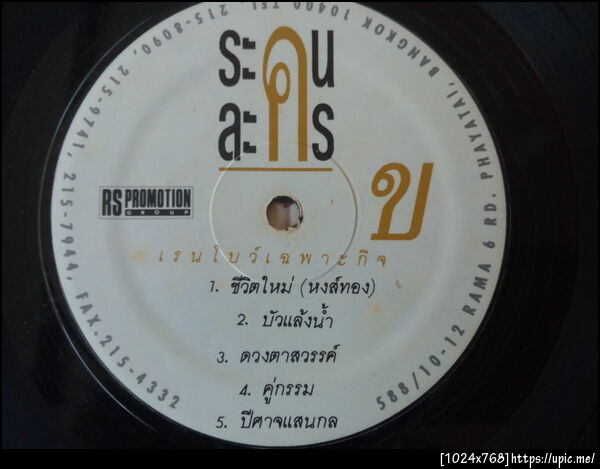 588/10-12 RAMA 6 RD. PHAYATAI, BANGKOK 10400 TEL. 215-8090, 215-9741, 215-7944, FAX.215-4332
ระคน
ละคร
RS PROMOTION
GROUP
ข
เรนโบว์เฉพาะกิจ
1. ชีวิตใหม่ (หงส์ทอง)
2. บัวแล้งน้ำ
3. ดวงตาสวรรค์
4. คู่กรรม
5. ปีศาจแสนกล
[1024x768]https://upic.me/